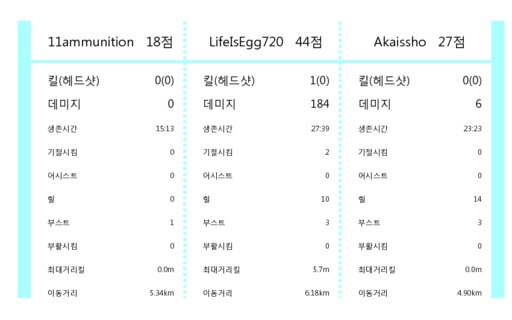 11ammunition 18점 LifeIsEgg720 44점 Akaissho 27점
킬(헤드샷) 0(0) 킬(헤드샷) 1(0) 킬(헤드샷) 0(0)
데미지 0 데미지 184 데미지 6
생존시간 15:13 생존시간 27:39 생존시간 23:23
기절시킴 0 기절시킴 2 기절시킴 0
어시스트 0 어시스트 0 어시스트 0
힐 0 힐 10 힐 14
부스트 1 부스트 3 부스트 3
부활시킴 0 부활시킴 0 부활시킴 0
최대거리킬 0.0m 최대거리킬 5.7m 최대거리킬 0.0m
이동거리 5.34km 이동거리 6.18km 이동거리 4.90km